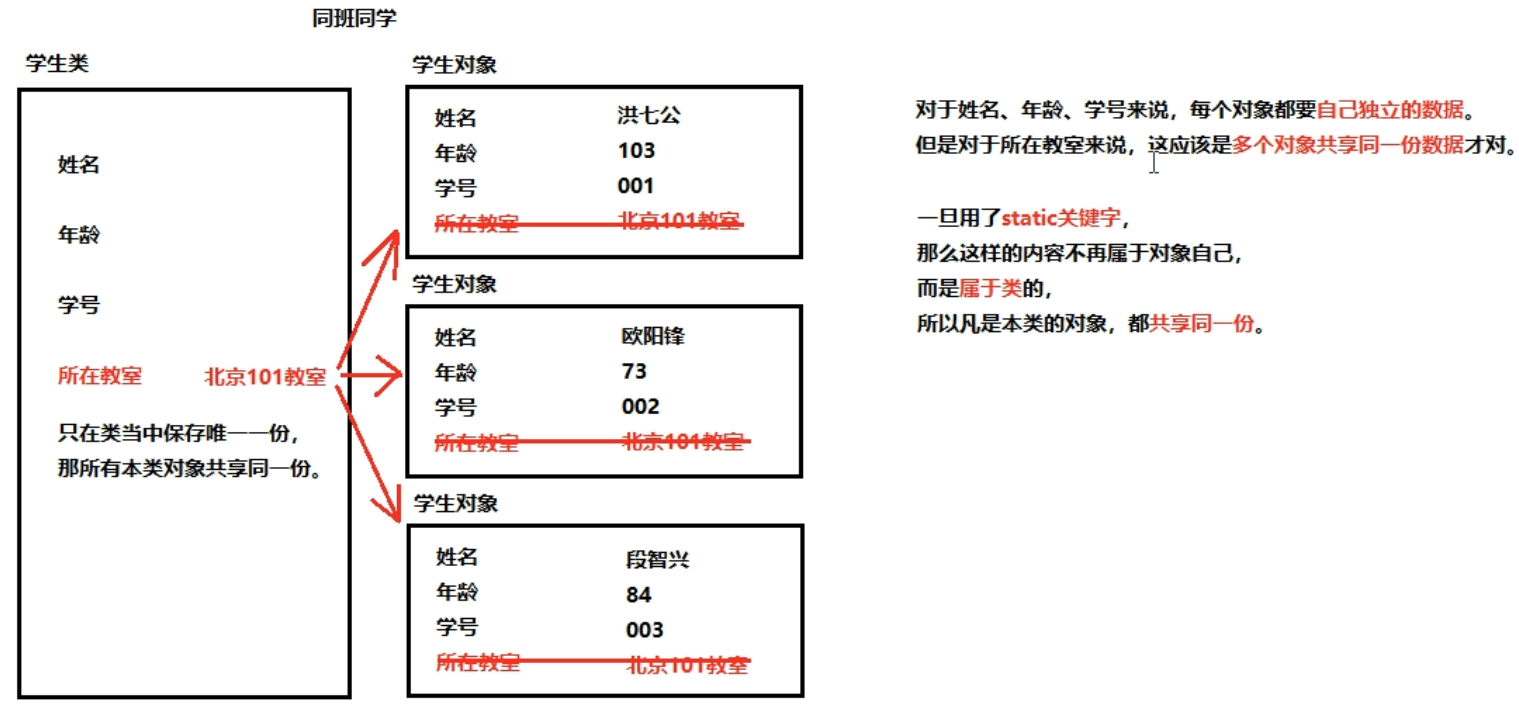 同班同学
学生类
姓名
年龄
学号
所在教室 北京101教室
只在类当中保存唯一一份，
那所有本类对象共享同一份。
学生对象
姓名 洪七公
年龄 103
学号 001
所在教室 北京101教室
学生对象
姓名 欧阳锋
年龄 73
学号 002
所在教室 北京101教室
学生对象
姓名 段智兴
年龄 84
学号 003
所在教室 北京101教室
对于姓名、年龄、学号来说，每个对象都要自己独立的数据。
但是对于所在教室来说，这应该是多个对象共享同一份数据才对。
一旦用了static关键字，
那么这样的内容不再属于对象自己，
而是属于类的，
所以凡是本类的对象，都共享同一份。